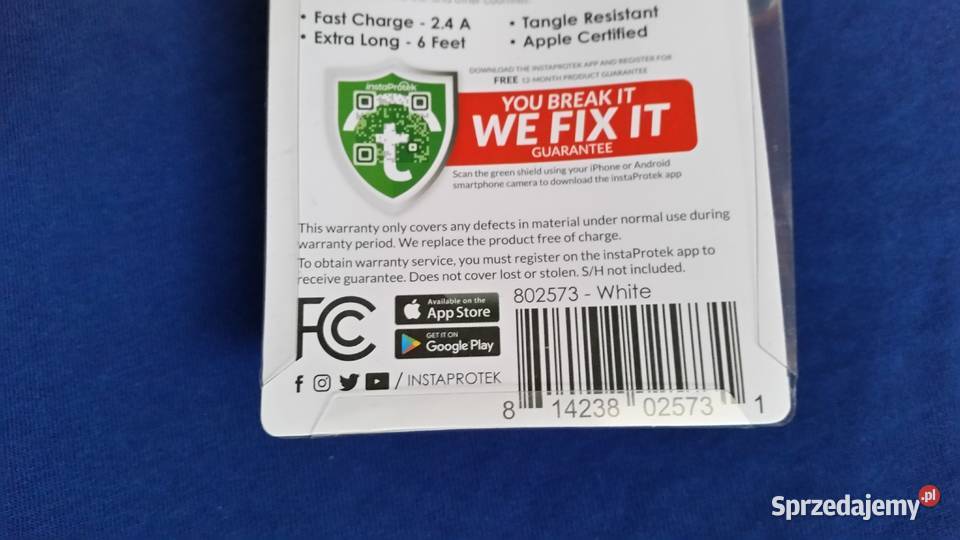 • Fast Charge - 2.4 A
• Extra Long - 6 Feet
• Tangle Resistant
• Apple Certified
instaProtek
t
DOWNLOAD THE INSTAPROTEK APP AND REGISTER FOR
FREE 12-MONTH PRODUCT GUARANTEE
YOU BREAK IT
WE FIX IT
GUARANTEE
Scan the green shield using your iPhone or Android
smartphone camera to download the instaProtek app
This warranty only covers any defects in material under normal use during
warranty period. We replace the product free of charge.
To obtain warranty service, you must register on the instaProtek app to
receive guarantee. Does not cover lost or stolen. S/H not included.
FC
Available on the
App Store
GET IT ON
Google Play
802573 - White
/ INSTAPROTEK
8 14238 02573 1
Sprzedajemy.pl